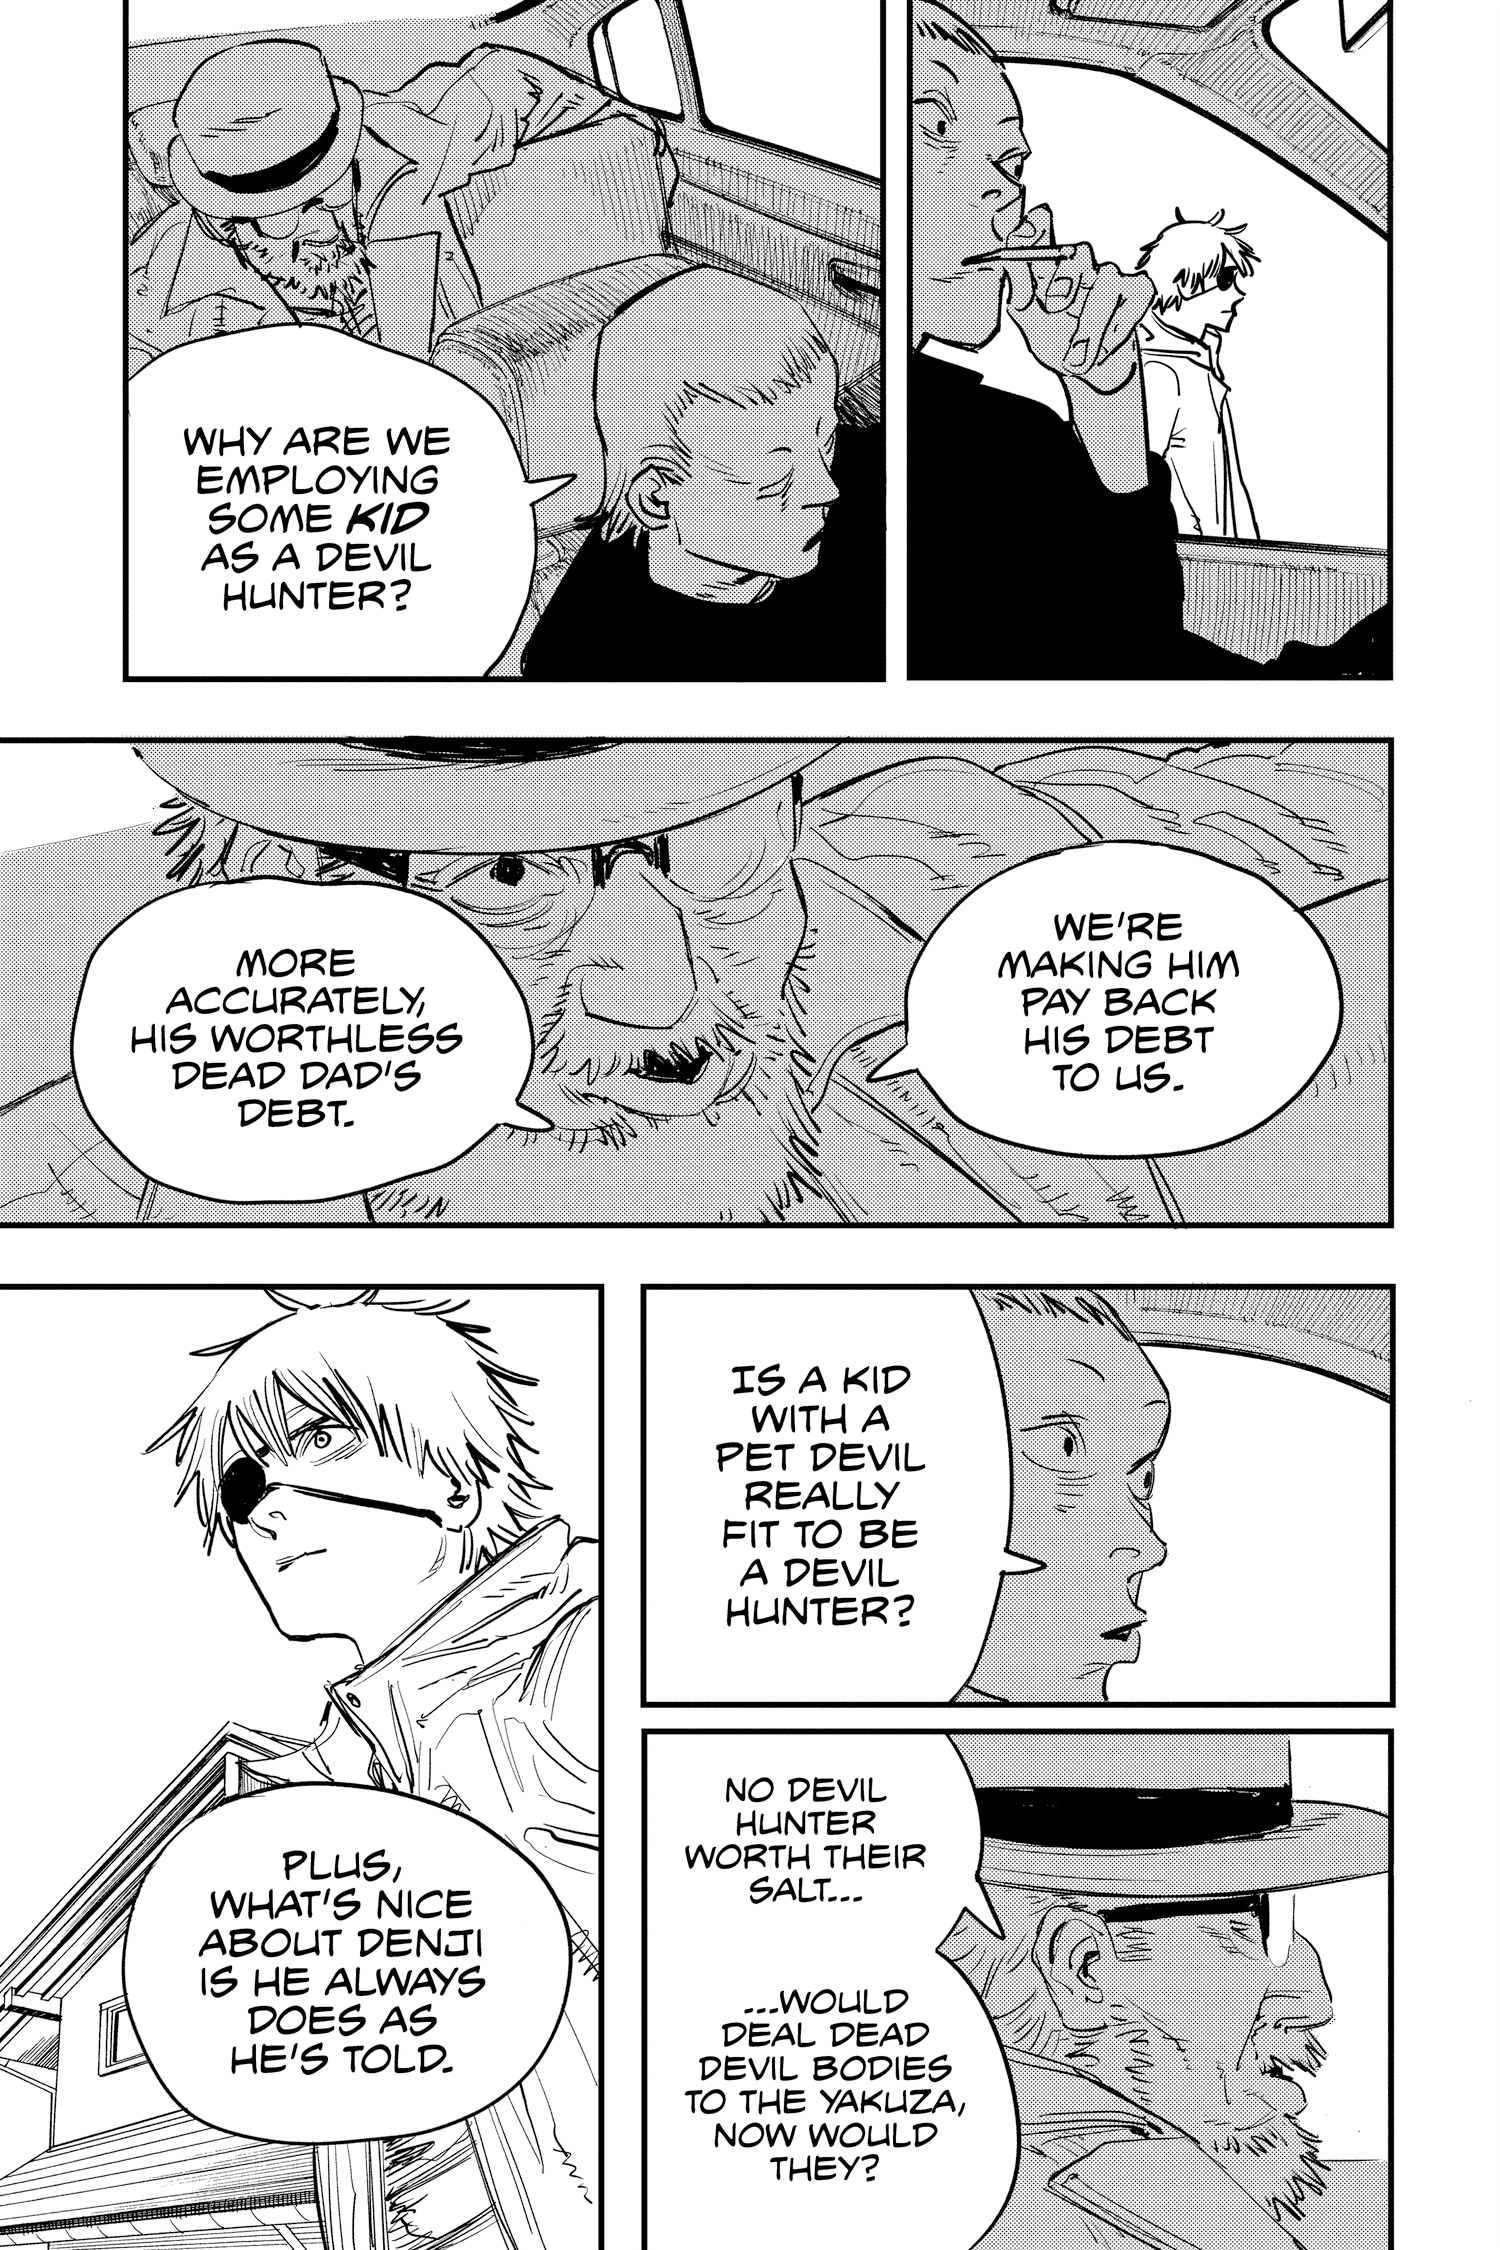 WHY ARE WE
EMPLOYING
SOME KID
AS A DEVIL
HUNTER?
WE'RE
MAKING HIM
PAY BACK
HIS DEBT
TO US.
MORE
ACCURATELY,
HIS WORTHLESS
DEAD DAD'S
DEBT.
IS A KID
WITH A
PET DEVIL
REALLY
FIT TO BE
A DEVIL
HUNTER?
NO DEVIL
HUNTER
WORTH THEIR
SALT...
...WOULD
DEAL DEAD
DEVIL BODIES
TO THE YAKUZA,
NOW WOULD
THEY?
PLUS,
WHAT'S NICE
ABOUT DENJI
IS HE ALWAYS
DOES AS
HE'S TOLD.